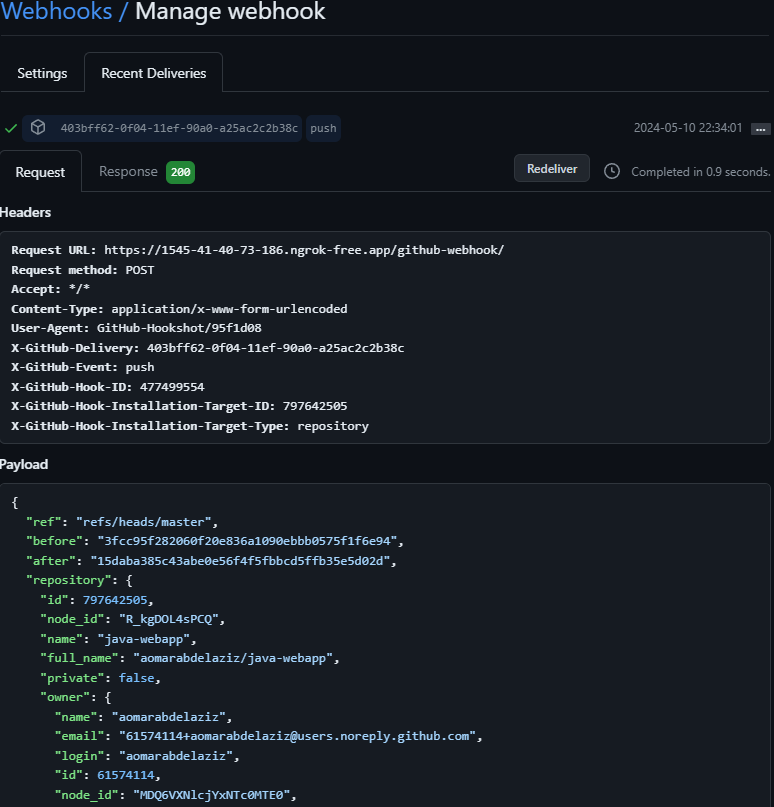 Webhooks / Manage webhook
Settings
Recent Deliveries
403bff62-0f04-11ef-90a0-a25ac2c2b38c push 2024-05-10 22:34:01 ...
Request
Response 200
Redeliver
Completed in 0.9 seconds.
Headers
Request URL: https://1545-41-40-73-186.ngrok-free.app/github-webhook/
Request method: POST
Accept: */*
Content-Type: application/x-www-form-urlencoded
User-Agent: GitHub-Hookshot/95f1d08
X-GitHub-Delivery: 403bff62-0f04-11ef-90a0-a25ac2c2b38c
X-GitHub-Event: push
X-GitHub-Hook-ID: 477499554
X-GitHub-Hook-Installation-Target-ID: 797642505
X-GitHub-Hook-Installation-Target-Type: repository
Payload
{
"ref": "refs/heads/master",
"before": "3fcc95f282060f20e836a1090ebbb0575f1f6e94",
"after": "15daba385c43abe0e56f4f5fbbcd5ffb35e5d02d",
"repository": {
"id": 797642505,
"node_id": "R_kgDOL4sPCQ",
"name": "java-webapp",
"full_name": "aomarabdelaziz/java-webapp",
"private": false,
"owner": {
"name": "aomarabdelaziz",
"email": "61574114+aomarabdelaziz@users.noreply.github.com",
"login": "aomarabdelaziz",
"id": 61574114,
"node_id": "MDQ6VXNlcjYxNTc0MTE0",